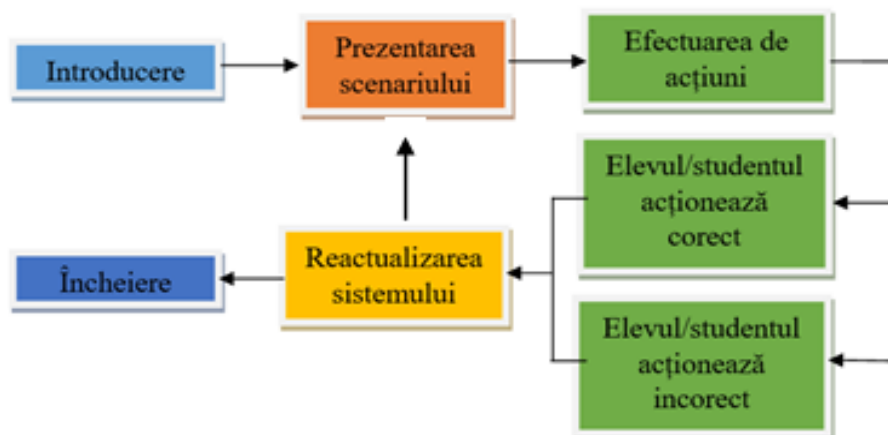 Introducere
Prezentarea
scenariului
Efectuarea de
acțiuni
Elevul/studentul
acționează
corect
Reactualizarea
sistemului
Încheiere
Elevul/studentul
acționează
incorect